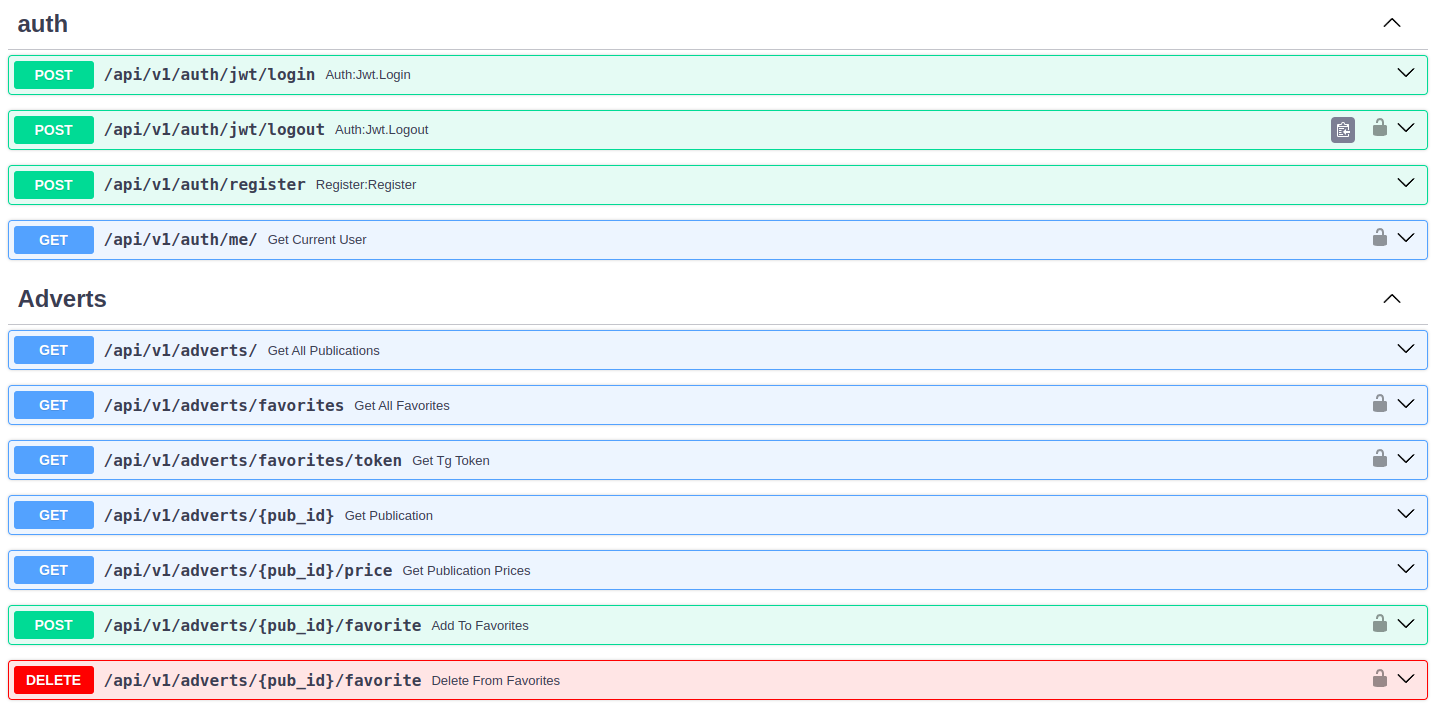 auth
POST /api/v1/auth/jwt/login Auth:Jwt.Login
POST /api/v1/auth/jwt/logout Auth:Jwt.Logout
POST /api/v1/auth/register Register:Register
GET /api/v1/auth/me/ Get Current User
Adverts
GET /api/v1/adverts/ Get All Publications
GET /api/v1/adverts/favorites Get All Favorites
GET /api/v1/adverts/favorites/token Get Tg Token
GET /api/v1/adverts/{pub_id} Get Publication
GET /api/v1/adverts/{pub_id}/price Get Publication Prices
POST /api/v1/adverts/{pub_id}/favorite Add To Favorites
DELETE /api/v1/adverts/{pub_id}/favorite Delete From Favorites